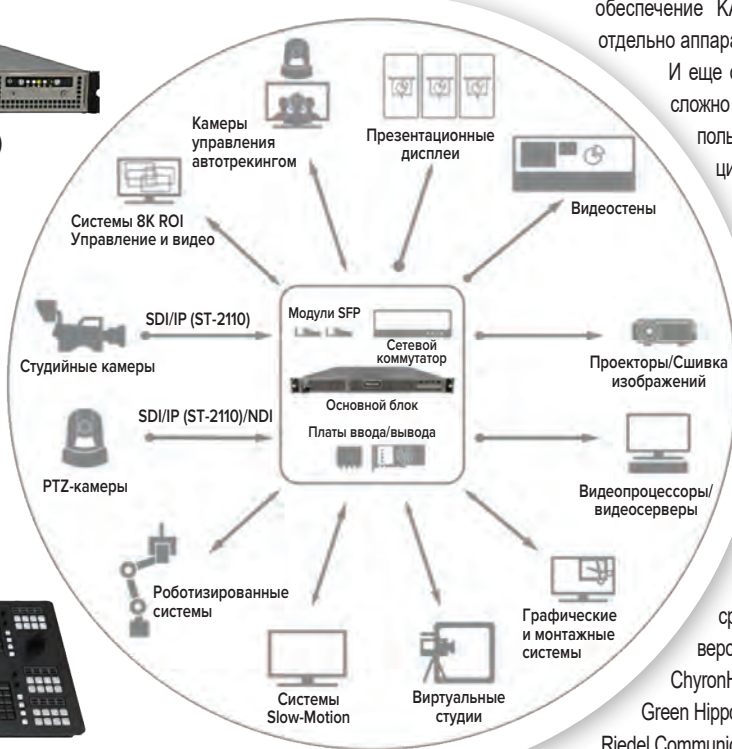 обеспечение KA
отдельно аппара
И еще
сложно
поль
ци
Камеры
управления
автотрекингом
Презентационные
дисплеи
Видеостены
Системы 8K ROI
Управление и видео
Студийные камеры
SDI/IP (ST-2110)
Модули SFP
Сетевой
коммутатор
Основной блок
Платы ввода/вывода
Проекторы/Сшивка
изображений
SDI/IP (ST-2110)/NDI
PTZ-камеры
Видеопроцессоры/
видеосерверы
Роботизированные
системы
Системы
Slow-Motion
Виртуальные
студии
Графические
и монтажные
системы
ср
верс
ChyronH
Green Hippo
Riedel Communic